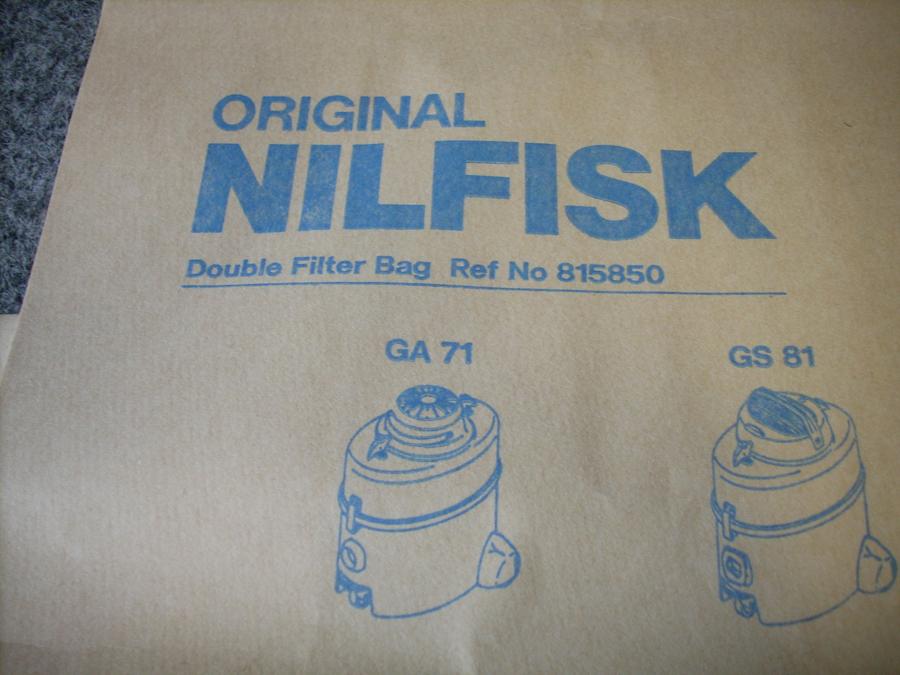 ORIGINAL
NILFISK
Double Filter Bag Ref No 815850
GA 71
GS 81